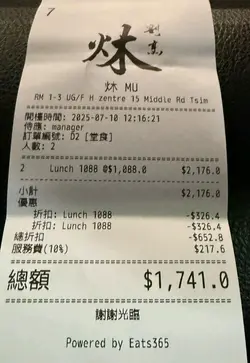 7
炑 MU
RM 1-3 UG/F H zentre 15 Middle Rd Tsim
開檯時間: 2025-07-10 12:16:21
侍應: manager
訂單編號: D2 [堂食]
人數: 2
2 Lunch 1088 @$1,088.0 $2,176.0
小計 $2,176.0
優惠
折扣: Lunch 1088 -$326.4
折扣: Lunch 1088 -$326.4
總折扣 -$652.8
服務費(10%) $217.6
總額 $1,741.0
謝謝光臨
Powered by Eats365